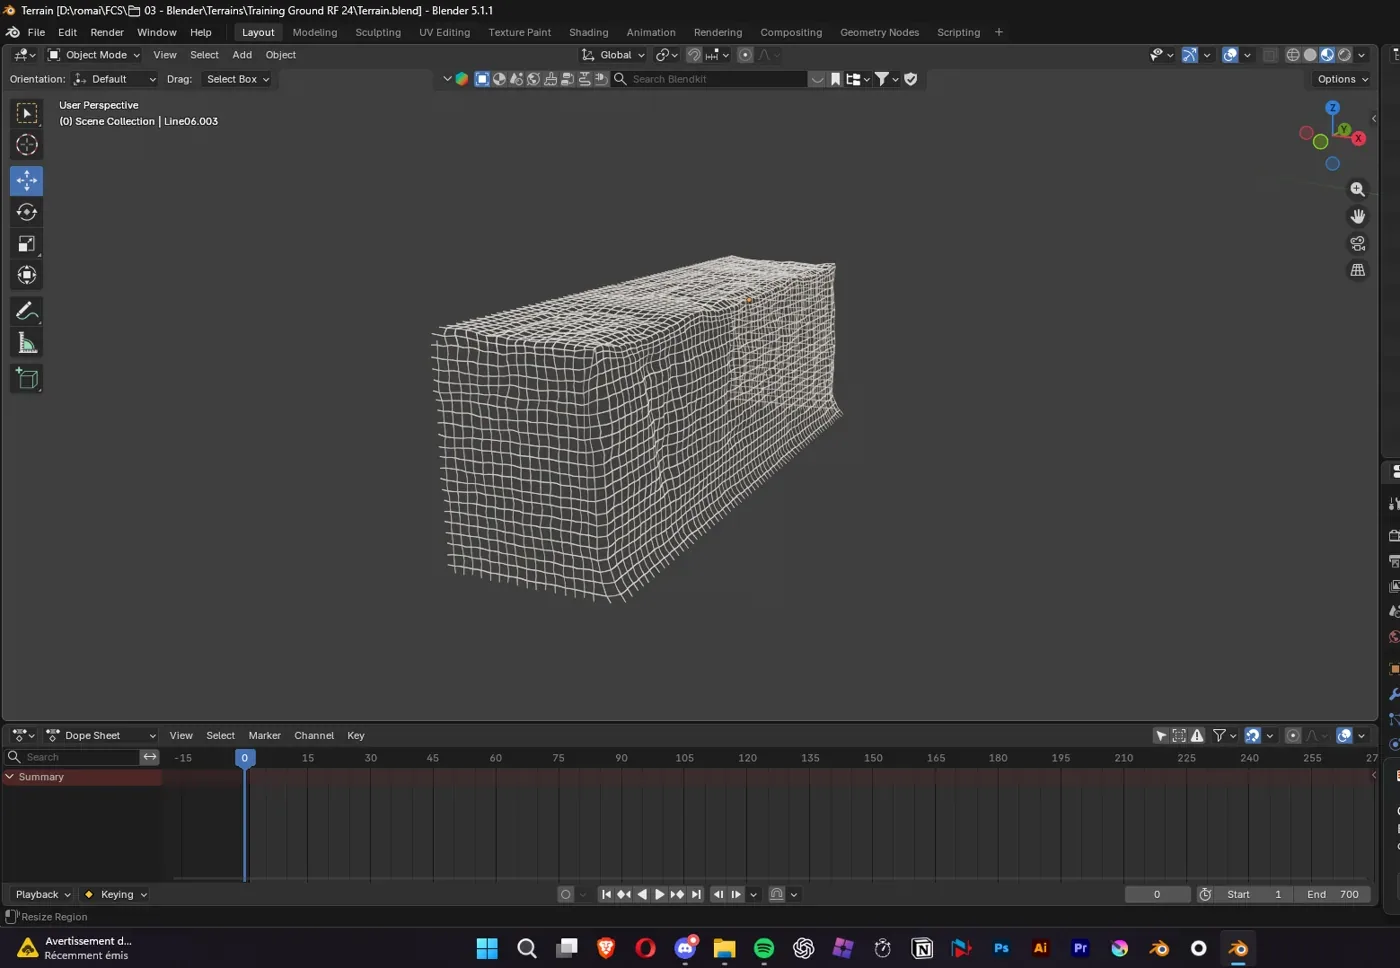 Terrain [D:\romai\FCS\ 03 - Blender\Terrains\Training Ground RF 24\Terrain.blend] - Blender 5.1.1
File Edit Render Window Help Layout Modeling Sculpting UV Editing Texture Paint Shading Animation Rendering Compositing Geometry Nodes Scripting +
Object Mode View Select Add Object Global
Orientation: Default Drag: Select Box Search Blendkit Options
User Perspective
(0) Scene Collection | Line06.003
Z
Y
X
Dope Sheet View Select Marker Channel Key
Search -15 0 15 30 45 60 75 90 105 120 135 150 165 180 195 210 225 240 255 27
Summary
Playback Keying 0 Start 1 End 700
Resize Region
Avertissement d...
Récemment émis
N Ps Ai Pr